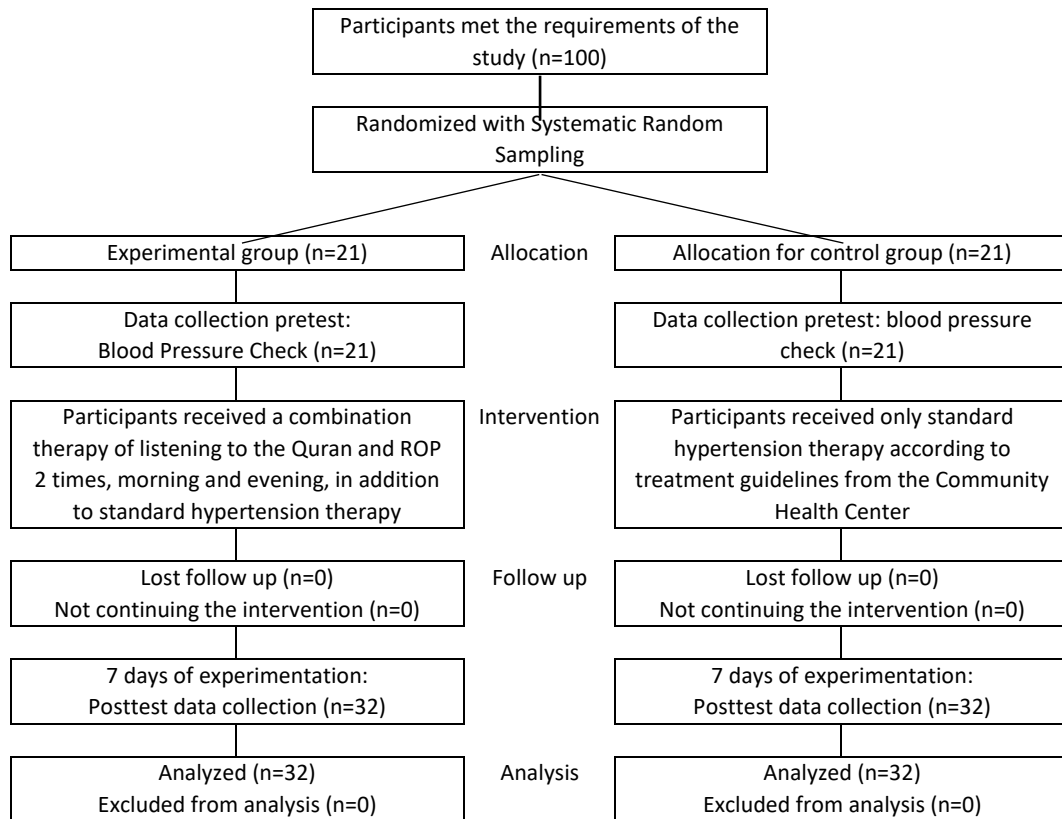 Participants met the requirements of the
study (n=100)
Randomized with Systematic Random
Sampling
Experimental group (n=21)
Allocation
Allocation for control group (n=21)
Data collection pretest:
Blood Pressure Check (n=21)
Data collection pretest: blood pressure
check (n=21)
Participants received a combination
therapy of listening to the Quran and ROP
2 times, morning and evening, in addition
to standard hypertension therapy
Intervention
Participants received only standard
hypertension therapy according to
treatment guidelines from the Community
Health Center
Lost follow up (n=0)
Not continuing the intervention (n=0)
Follow up
Lost follow up (n=0)
Not continuing the intervention (n=0)
7 days of experimentation:
Posttest data collection (n=32)
7 days of experimentation:
Posttest data collection (n=32)
Analyzed (n=32)
Excluded from analysis (n=0)
Analysis
Analyzed (n=32)
Excluded from analysis (n=0)